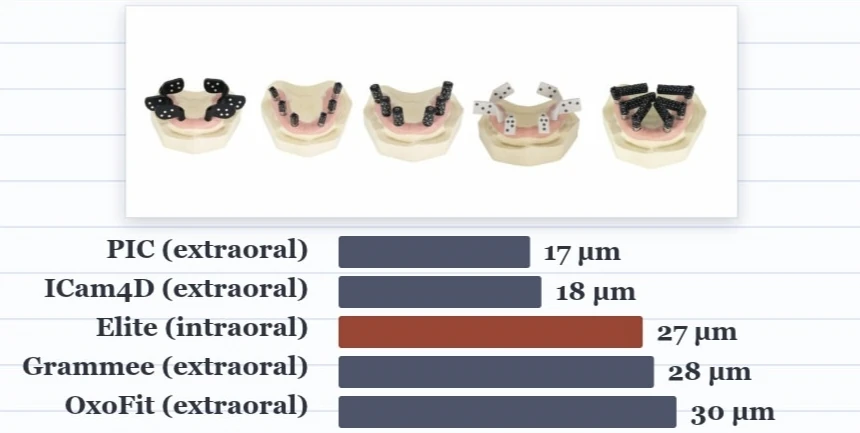 PIC (extraoral) 17 µm
ICam4D (extraoral) 18 µm
Elite (intraoral) 27 µm
Grammee (extraoral) 28 µm
OxoFit (extraoral) 30 µm